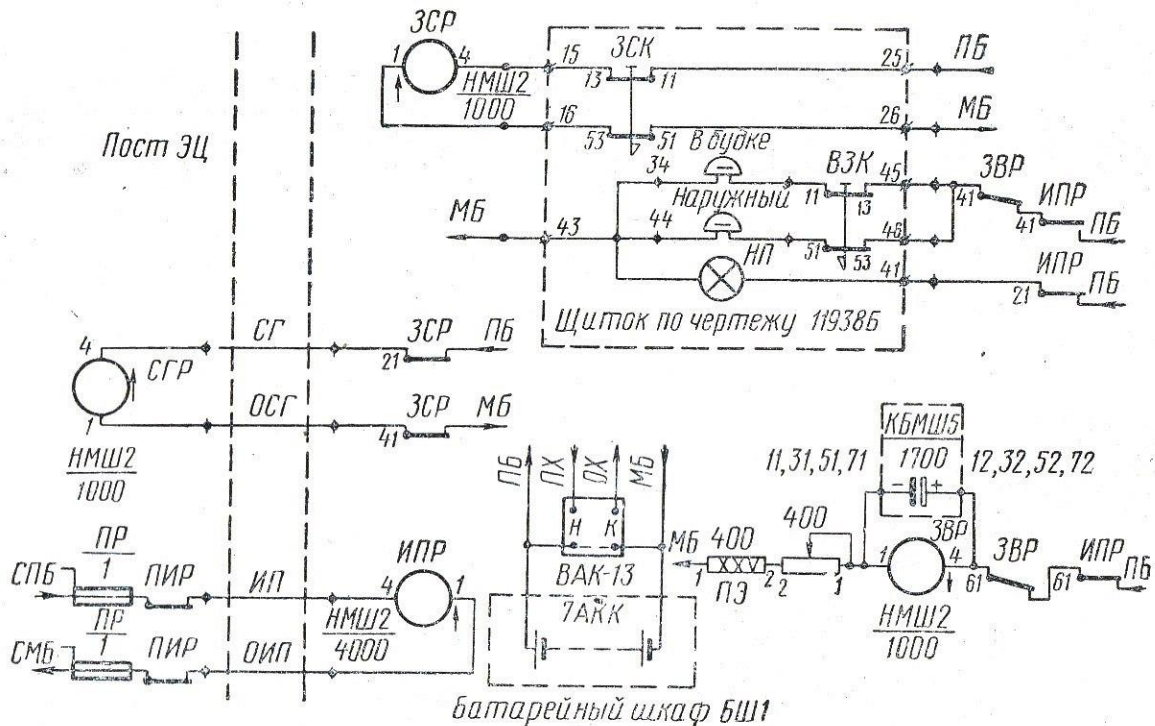 ЗСР
1
4
НМШ2
1000
15
ЗСК
13
11
25
ПБ
16
53
51
26
МБ
Пост ЭЦ
В будке
34
ВЗК
45
ЗВР
11
13
41
ИПР
41
ПБ
Наружный
МБ
43
44
51
53
46
НП
41
ИПР
21
ПБ
Щиток по чертежу 11938Б
4
СГ
ЗСР
ПБ
21
СГР
1
ОСГ
ЗСР
МБ
41
НМШ2
1000
ПБ
ПХ
ОХ
МБ
Н
К
ВАК-13
7АКК
Батарейный шкаф БШ1
КБМШ5
1700
11,31,51,71
- +
12,32,52,72
МБ
400
1
ПЭ
2
400
2
1
1
ЗВР
4
НМШ2
1000
61
ЗВР
61
ИПР
ПБ
ПР
1
СПБ
ПИР
ИП
ИПР
4
1
НМШ2
4000
ПР
1
СМБ
ПИР
ОИП